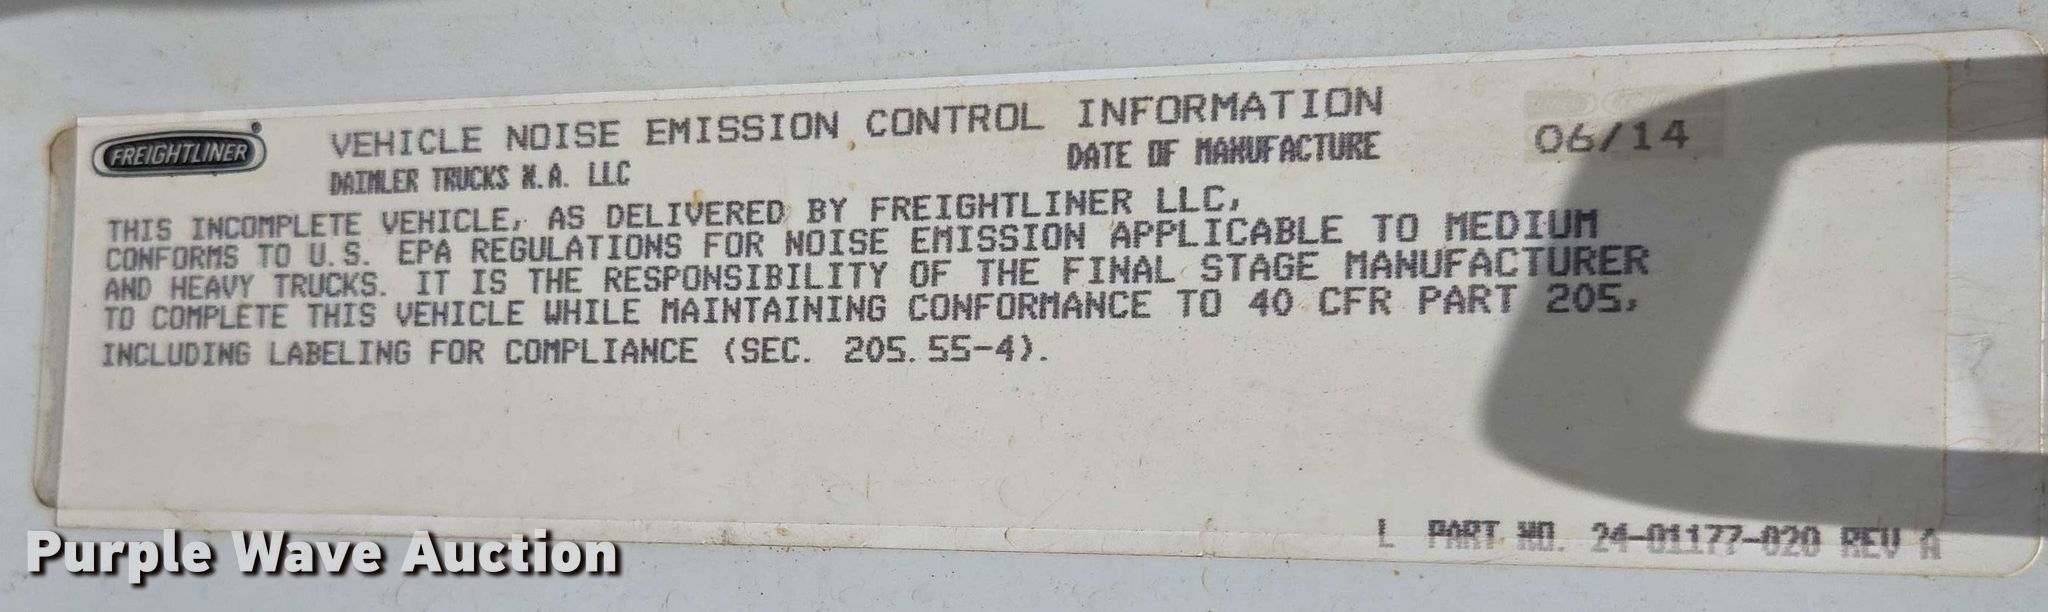 FREIGHTLINER
VEHICLE NOISE EMISSION CONTROL INFORMATION
DAIMLER TRUCKS N.A. LLC DATE OF MANUFACTURE 06/14
THIS INCOMPLETE VEHICLE, AS DELIVERED BY FREIGHTLINER LLC,
CONFORMS TO U.S. EPA REGULATIONS FOR NOISE EMISSION APPLICABLE TO MEDIUM
AND HEAVY TRUCKS. IT IS THE RESPONSIBILITY OF THE FINAL STAGE MANUFACTURER
TO COMPLETE THIS VEHICLE WHILE MAINTAINING CONFORMANCE TO 40 CFR PART 205,
INCLUDING LABELING FOR COMPLIANCE (SEC. 205.55-4).
L PART NO. 24-01177-020 REV A
Purple Wave Auction